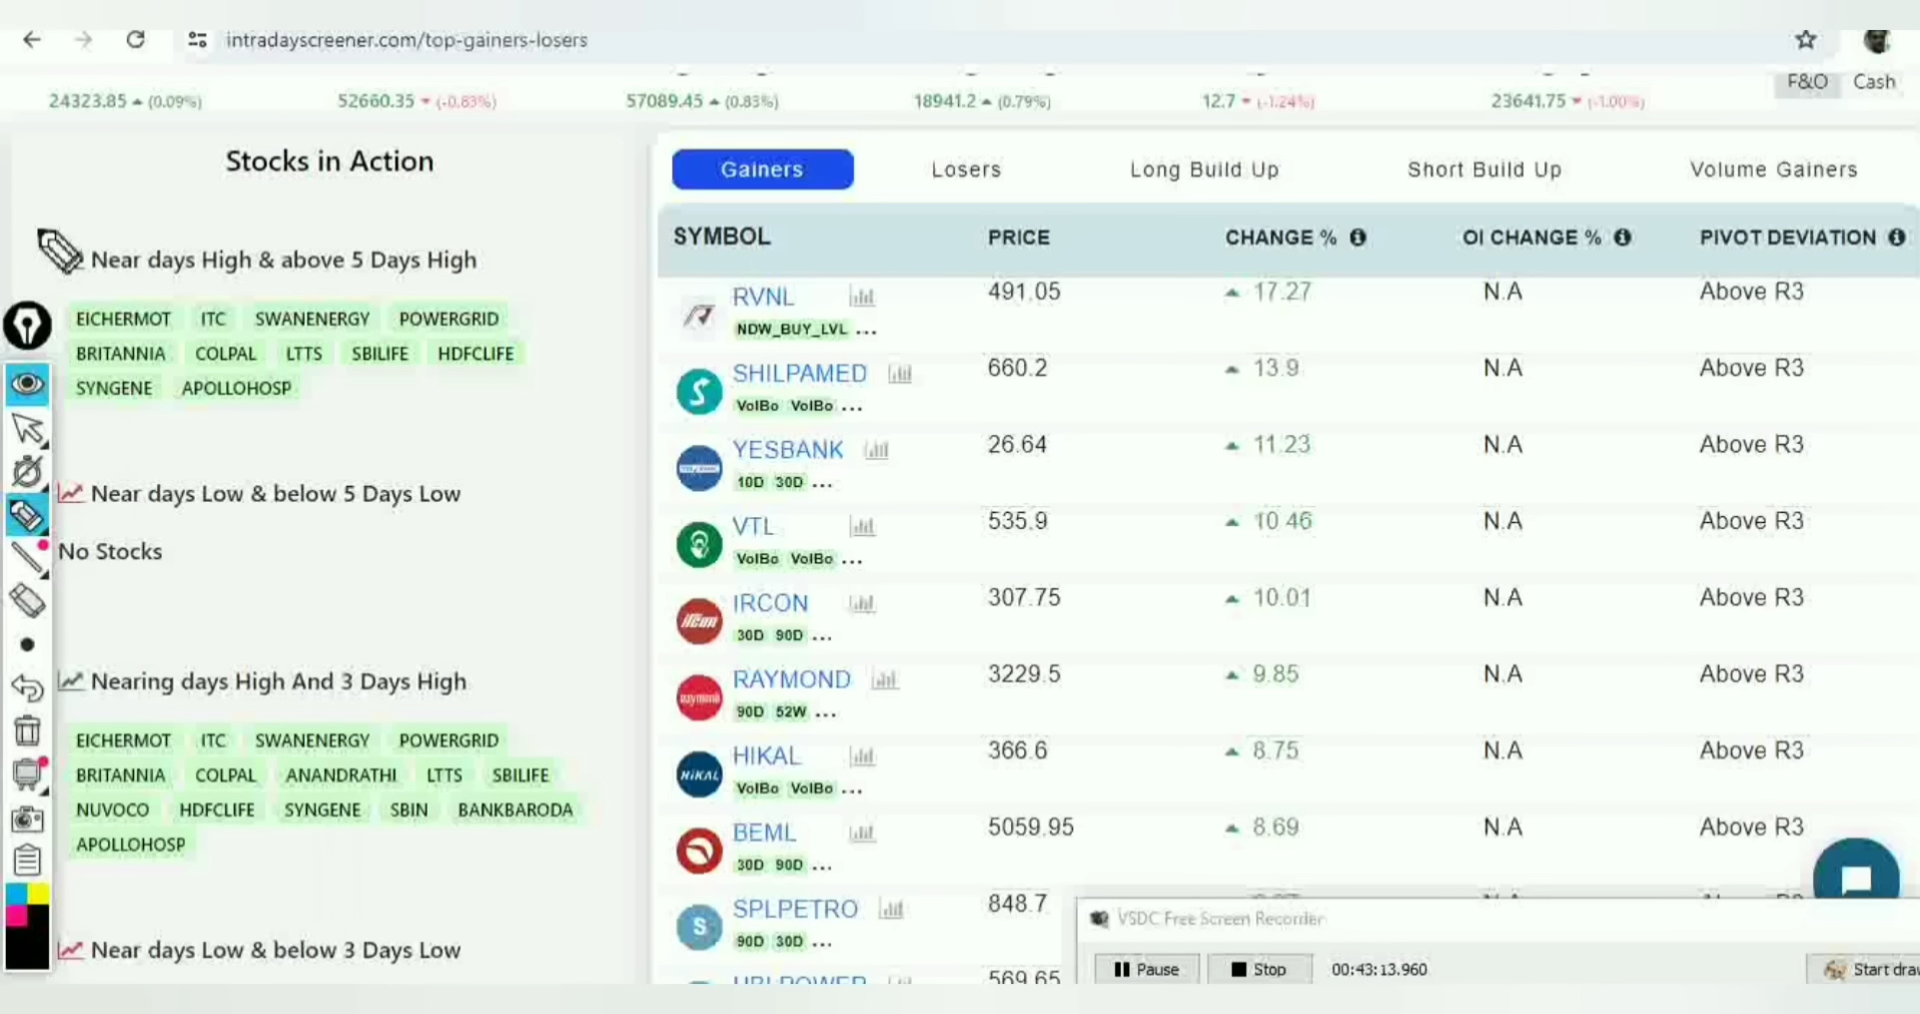 intradayscreener.com/top-gainers-losers
F&O Cash
24323.85 (0.09%) 52660.35 (-0.83%) 57089.45 (0.83%) 18941.2 (0.79%) 12.7 (-1.24%) 23641.75 (-1.00%)
Stocks in Action
Near days High & above 5 Days High
EICHERMOT ITC SWANENERGY POWERGRID
BRITANNIA COLPAL LTTS SBILIFE HDFCLIFE
SYNGENE APOLLOHOSP
Near days Low & below 5 Days Low
No Stocks
Nearing days High And 3 Days High
EICHERMOT ITC SWANENERGY POWERGRID
BRITANNIA COLPAL ANANDRATHI LTTS SBILIFE
NUVOCO HDFCLIFE SYNGENE SBIN BANKBARODA
APOLLOHOSP
Near days Low & below 3 Days Low
Gainers Losers Long Build Up Short Build Up Volume Gainers
SYMBOL PRICE CHANGE % OI CHANGE % PIVOT DEVIATION
RVNL 491.05 17.27 N.A Above R3
NDW_BUY_LVL ...
SHILPAMED 660.2 13.9 N.A Above R3
VolBo VolBo ...
YESBANK 26.64 11.23 N.A Above R3
10D 30D ...
VTL 535.9 10.46 N.A Above R3
VolBo VolBo ...
IRCON 307.75 10.01 N.A Above R3
ircon
30D 90D ...
RAYMOND 3229.5 9.85 N.A Above R3
Raymond
90D 52W ...
HIKAL 366.6 8.75 N.A Above R3
HiKAL
VolBo VolBo ...
BEML 5059.95 8.69 N.A Above R3
30D 90D ...
SPLPETRO 848.7
S
90D 30D ...
HBLPOWER 569.65
VSDC Free Screen Recorder
Pause Stop 00:43:13.960 Start dra